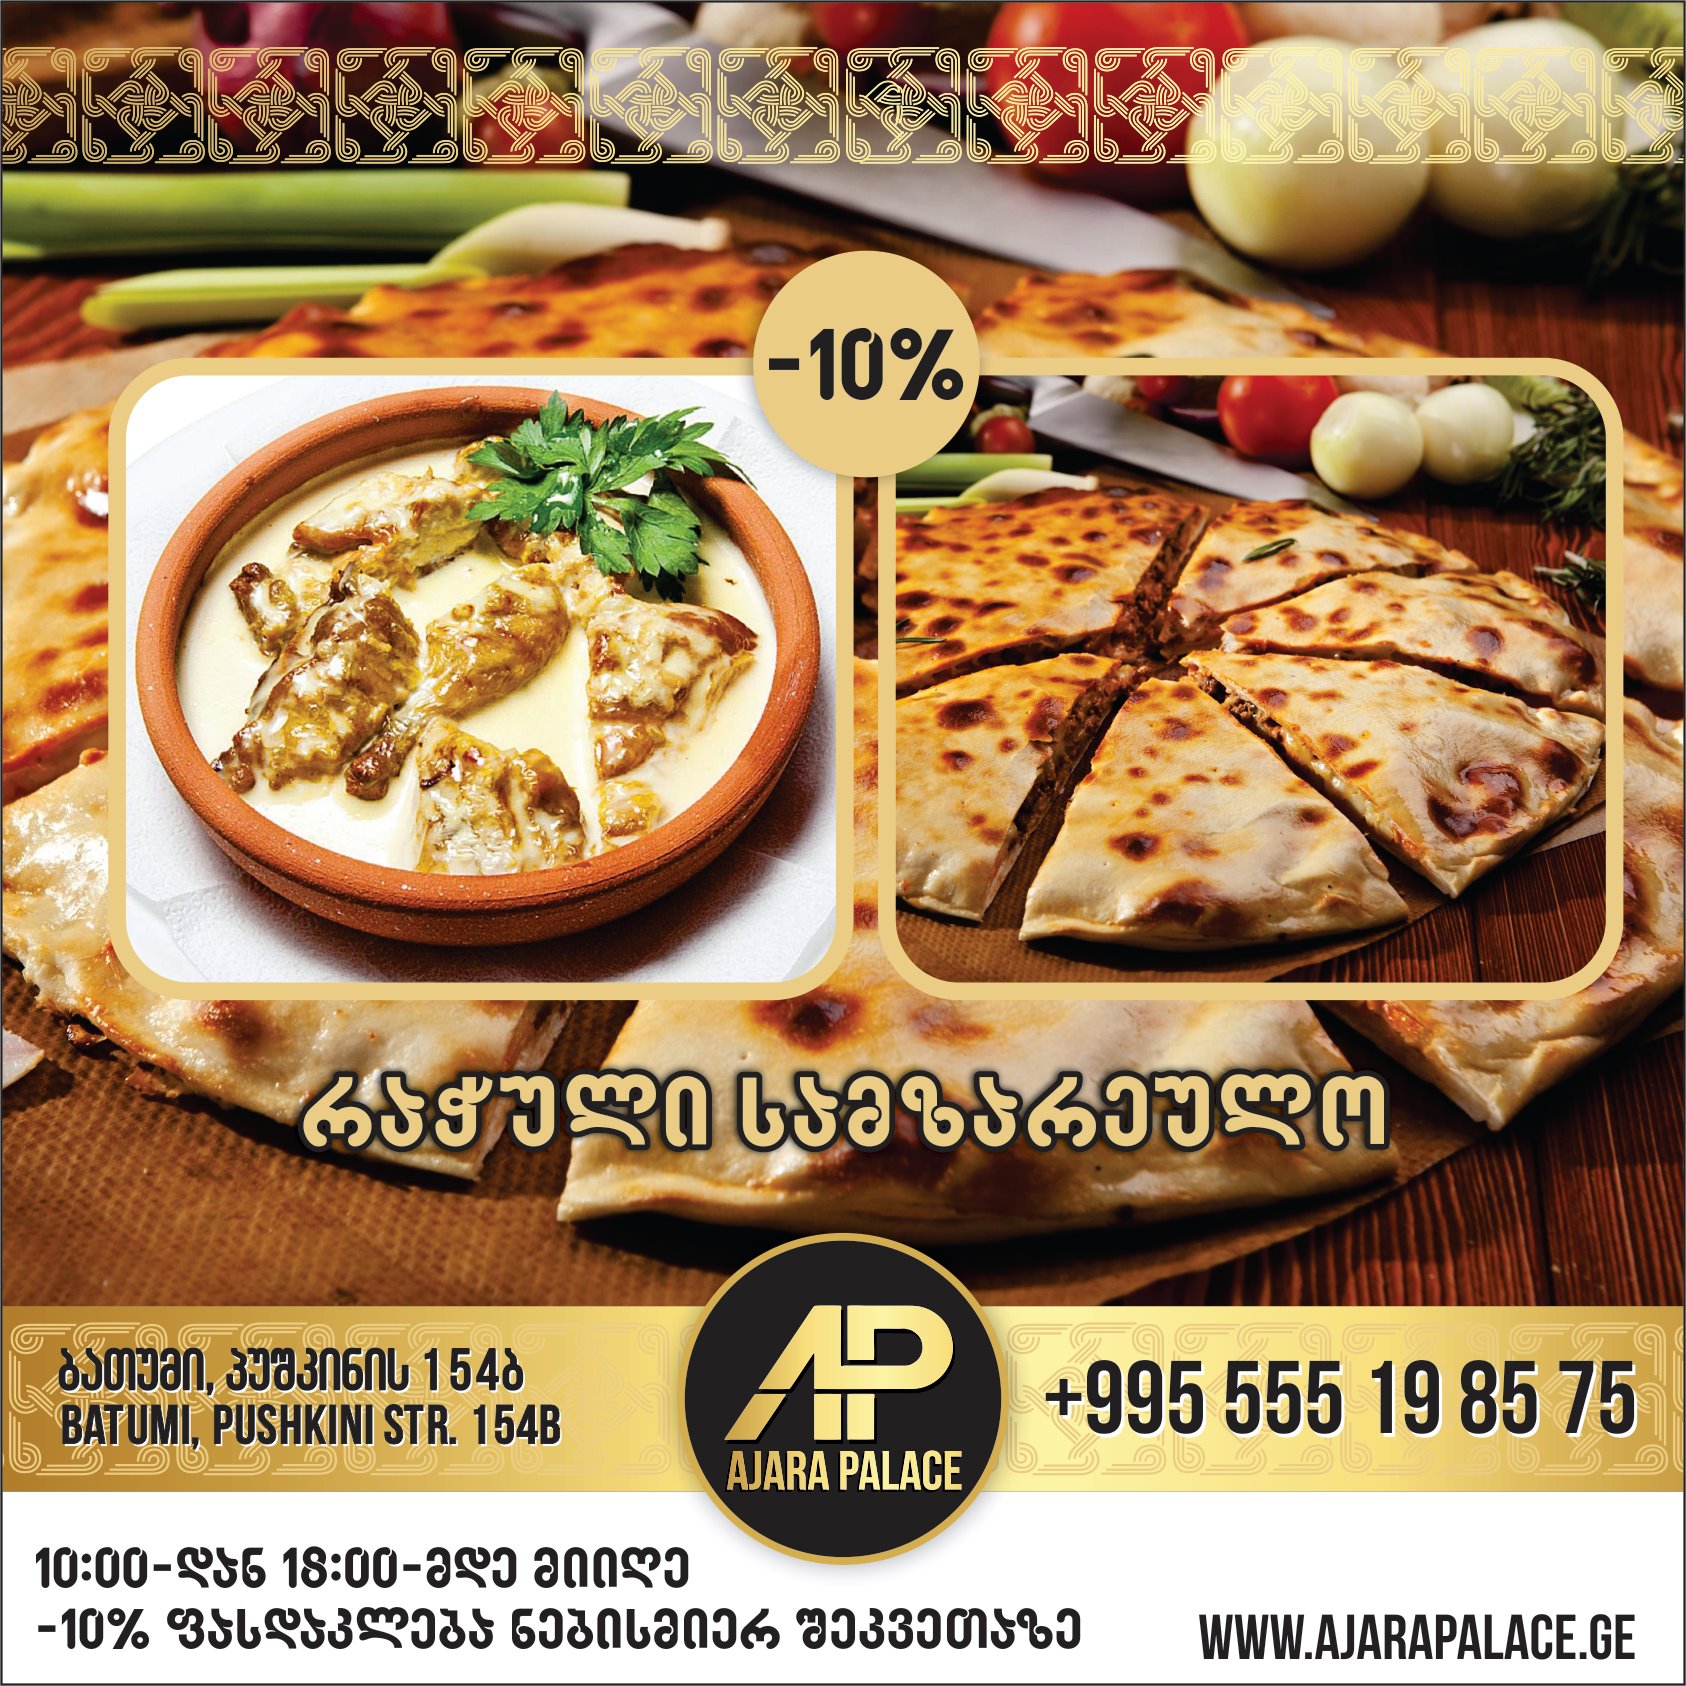 -10%
რაჭული სამზარეულო
ბათუმი, პუშკინის 154ბ
BATUMI, PUSHKINI STR. 154B
AP
AJARA PALACE
+995 555 19 85 75
10:00-დან 18:00-მდე მიიღე
-10% ფასდაკლება ნებისმიერ შეკვეთაზე
WWW.AJARAPALACE.GE